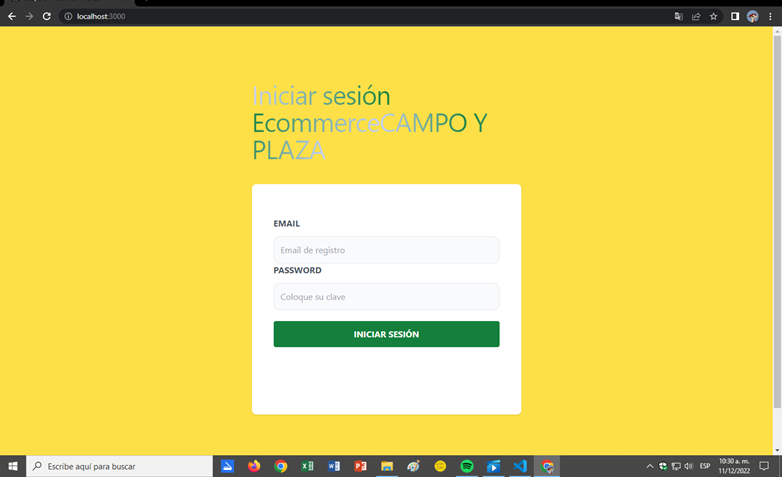 localhost:3000
Iniciar sesión
EcommerceCAMPO Y
PLAZA
EMAIL
Email de registro
PASSWORD
Coloque su clave
INICIAR SESIÓN
Escribe aquí para buscar
ESP
10:30 a. m.
11/12/2022